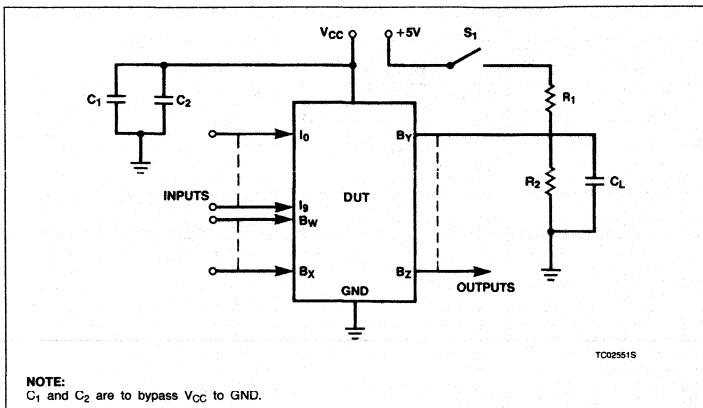 VCC
+5V
S1
C1
C2
R1
I0
BY
R2
CL
INPUTS
I9
DUT
BW
BX
BZ
GND
OUTPUTS
TC02551S
NOTE:
C1 and C2 are to bypass VCC to GND.